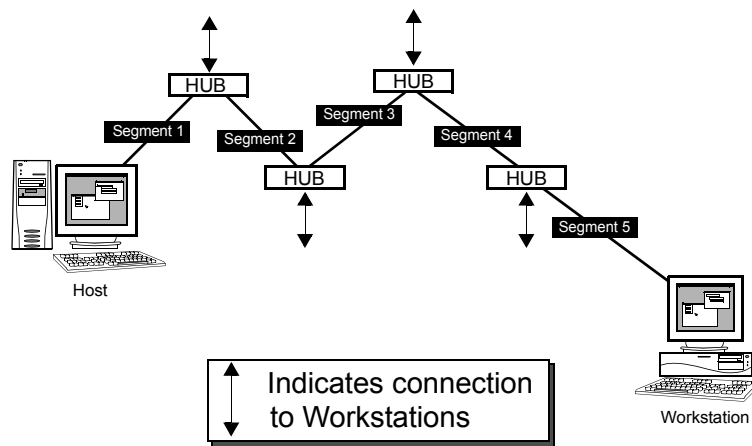 HUB
HUB
Segment 1
Segment 2
Segment 3
Segment 4
HUB
HUB
Segment 5
Host
Indicates connection
to Workstations
Workstation